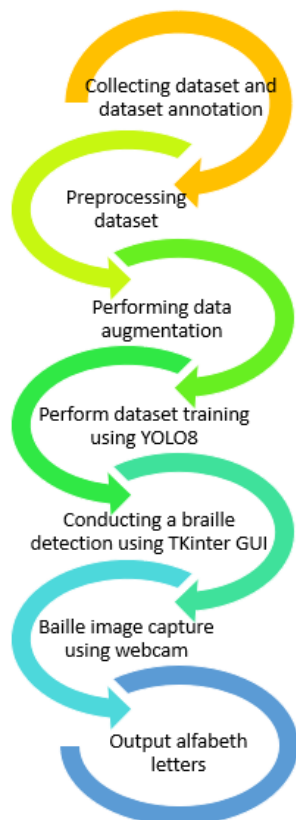 Collecting dataset and
dataset annotation
Preprocessing
dataset
Performing data
augmentation
Perform dataset training
using YOLO8
Conducting a braille
detection using TKinter GUI
Baille image capture
using webcam
Output alfabeth
letters